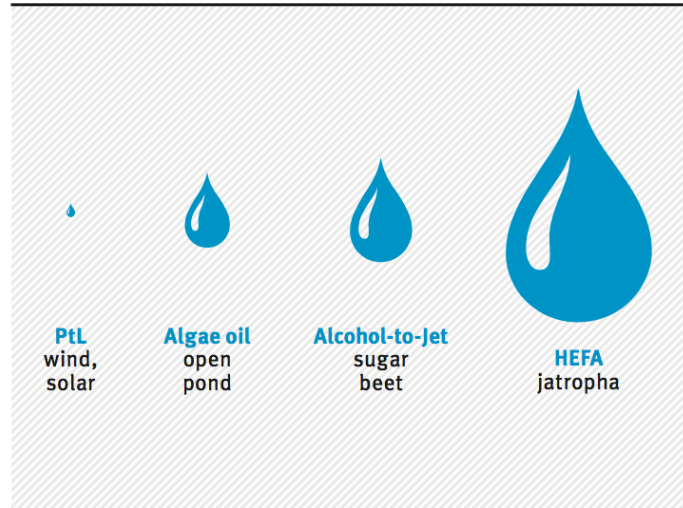 PtL
wind,
solar
Algae oil
open
pond
Alcohol-to-Jet
sugar
beet
HEFA
jatropha